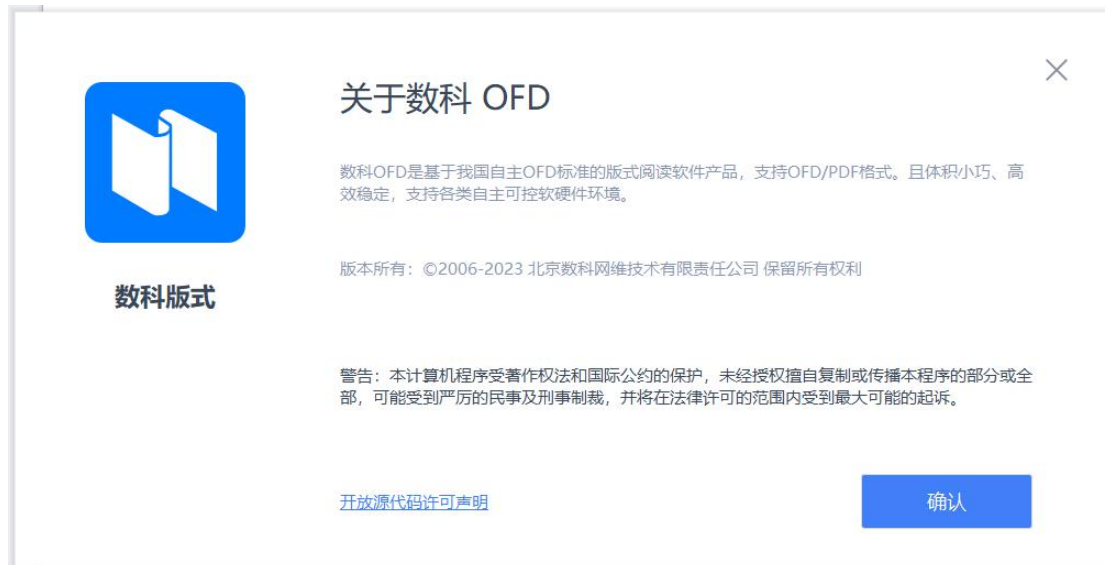 关于数科 OFD
数科OFD是基于我国自主OFD标准的版式阅读软件产品，支持OFD/PDF格式。且体积小巧、高
效稳定，支持各类自主可控软硬件环境。
版本所有：©2006-2023 北京数科网维技术有限责任公司 保留所有权利
数科版式
警告：本计算机程序受著作权法和国际公约的保护，未经授权擅自复制或传播本程序的部分或全
部，可能受到严厉的民事及刑事制裁，并将在法律许可的范围内受到最大可能的起诉。
开放源代码许可声明
确认